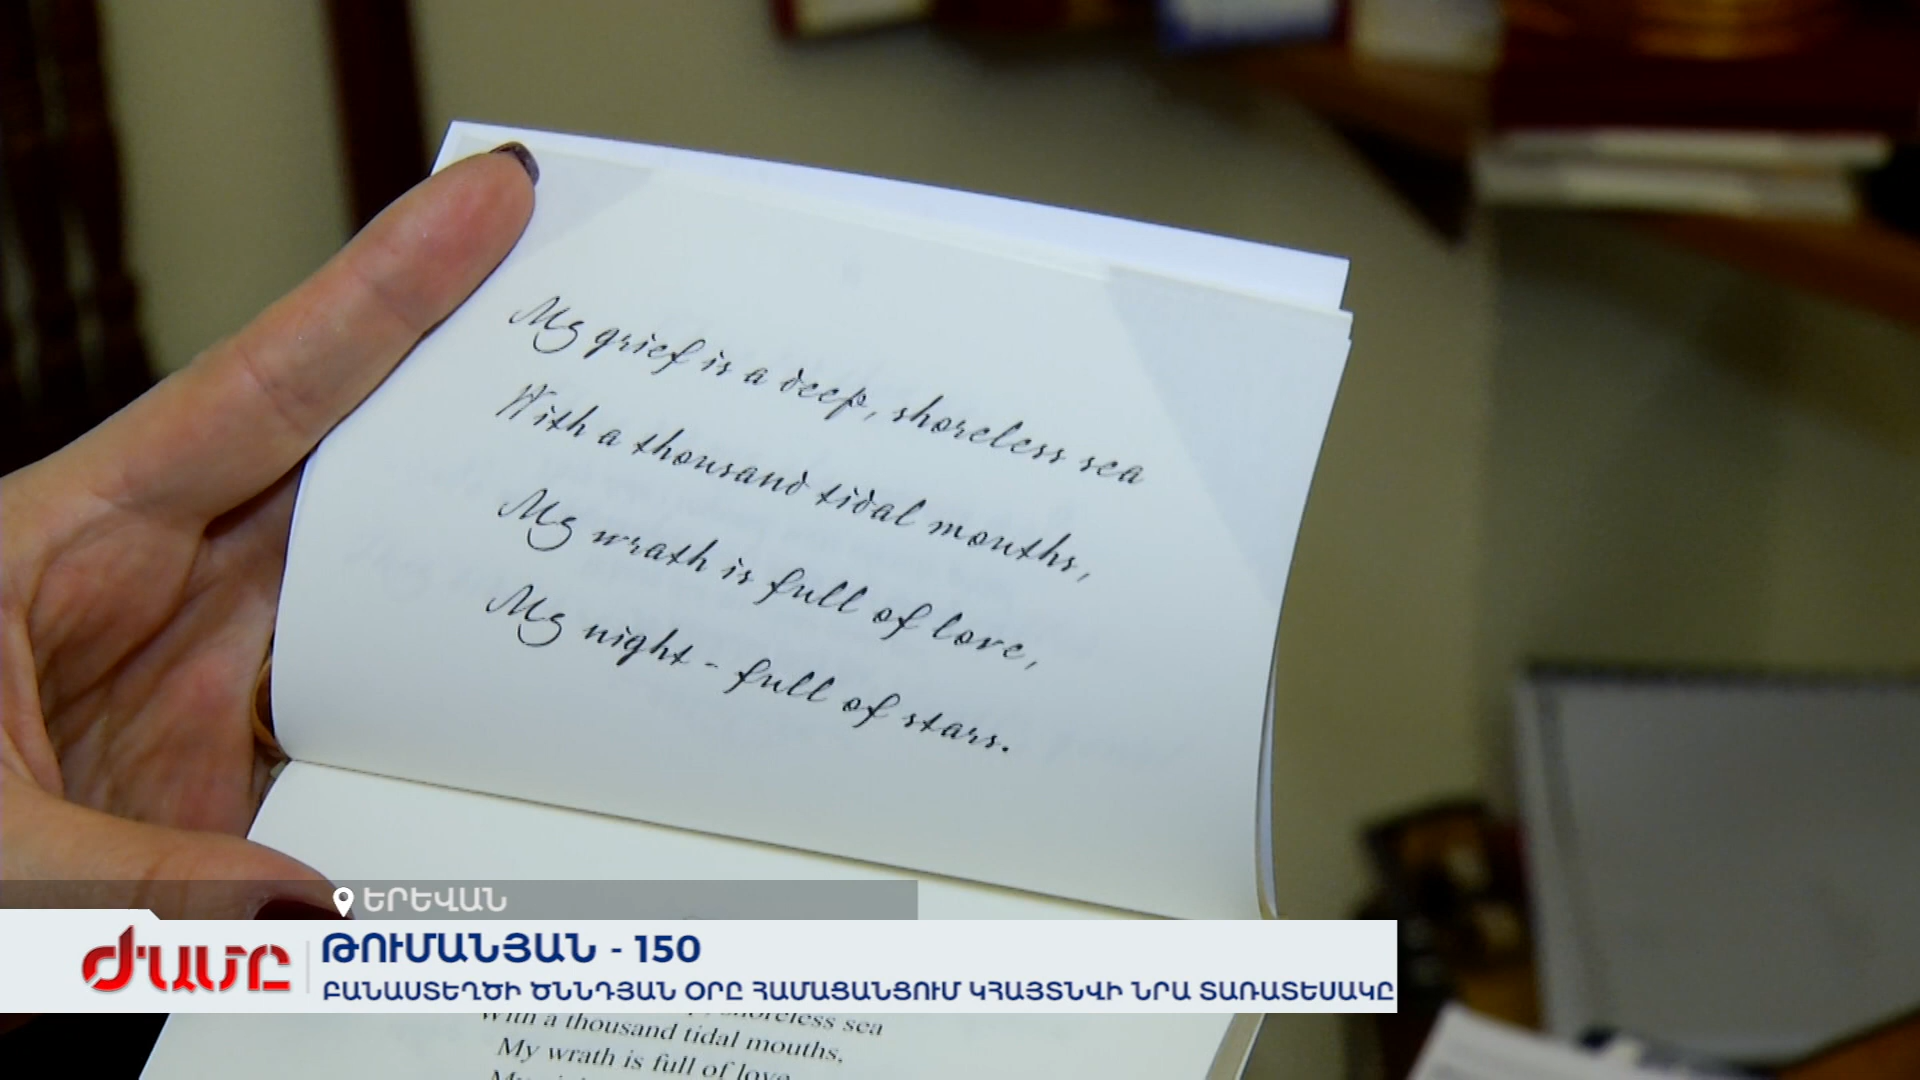 My grief is a deep, shoreless sea
With a thousand tidal mouths,
My wrath is full of love,
My night - full of stars.
ԵՐԵՎԱՆ
ԺԱՄԸ
ԹՈՒՄԱՆՅԱՆ - 150
ԲԱՆԱՍՏԵՂԾԻ ԾՆՆԴՅԱՆ ՕՐԸ ՀԱՄԱՑԱՆՑՈՒՄ ԿՀԱՅՏՆՎԻ ՆՐԱ ՏԱՌԱՏԵՍԱԿԸ
shoreless sea
With a thousand tidal mouths,
My wrath is full of love